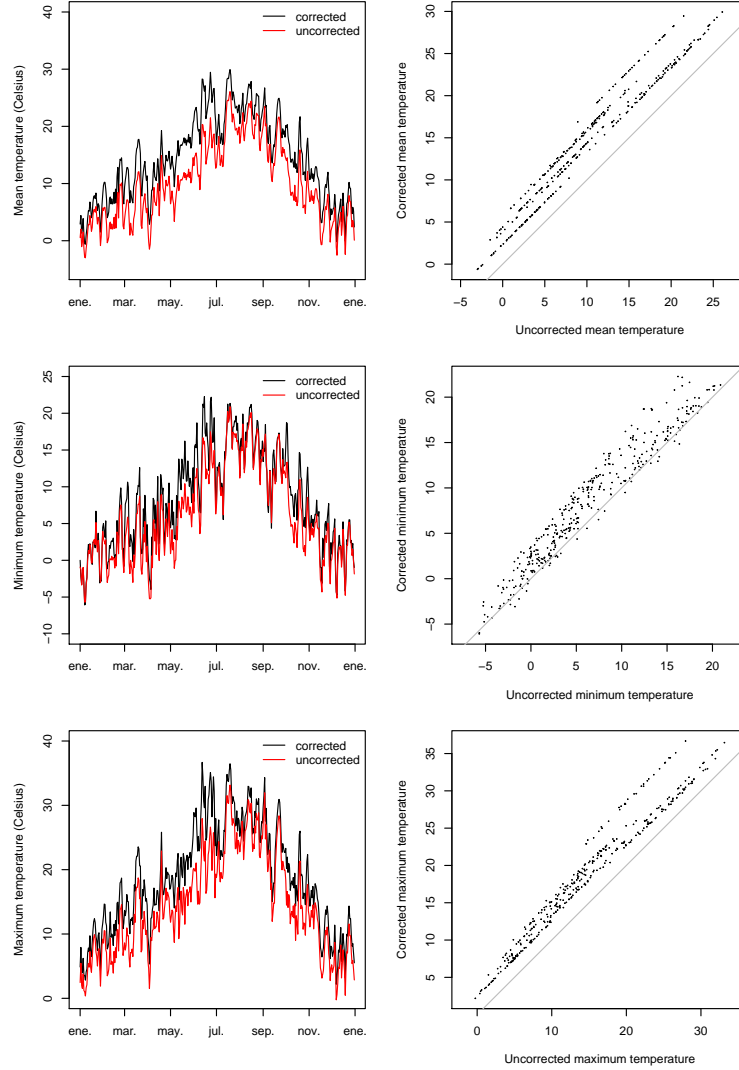 corrected
uncorrected
Mean temperature (Celsius)
40
30
20
10
0
ene.
mar.
may.
jul.
sep.
nov.
ene.
Corrected mean temperature
30
25
20
15
10
5
0
−5
0
5
10
15
20
25
Uncorrected mean temperature
corrected
uncorrected
Minimum temperature (Celsius)
25
20
15
10
5
0
−5
−10
ene.
mar.
may.
jul.
sep.
nov.
ene.
Corrected minimum temperature
20
15
10
5
0
−5
−5
0
5
10
15
20
Uncorrected minimum temperature
corrected
uncorrected
Maximum temperature (Celsius)
40
30
20
10
0
ene.
mar.
may.
jul.
sep.
nov.
ene.
Corrected maximum temperature
35
30
25
20
15
10
5
0
10
20
30
Uncorrected maximum temperature